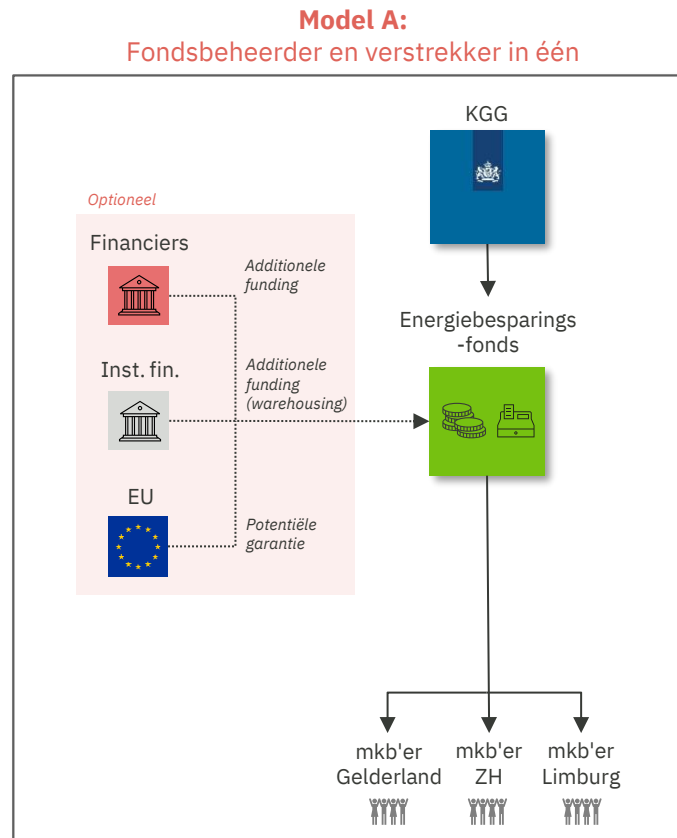 Model A:
Fondsbeheerder en verstrekker in één
KGG
Optioneel
Financiers
Additionele
funding
Energiebesparings
-fonds
Inst. fin.
Additionele
funding
(warehousing)
EU
Potentiële
garantie
mkb'er
Gelderland
mkb'er
ZH
mkb'er
Limburg